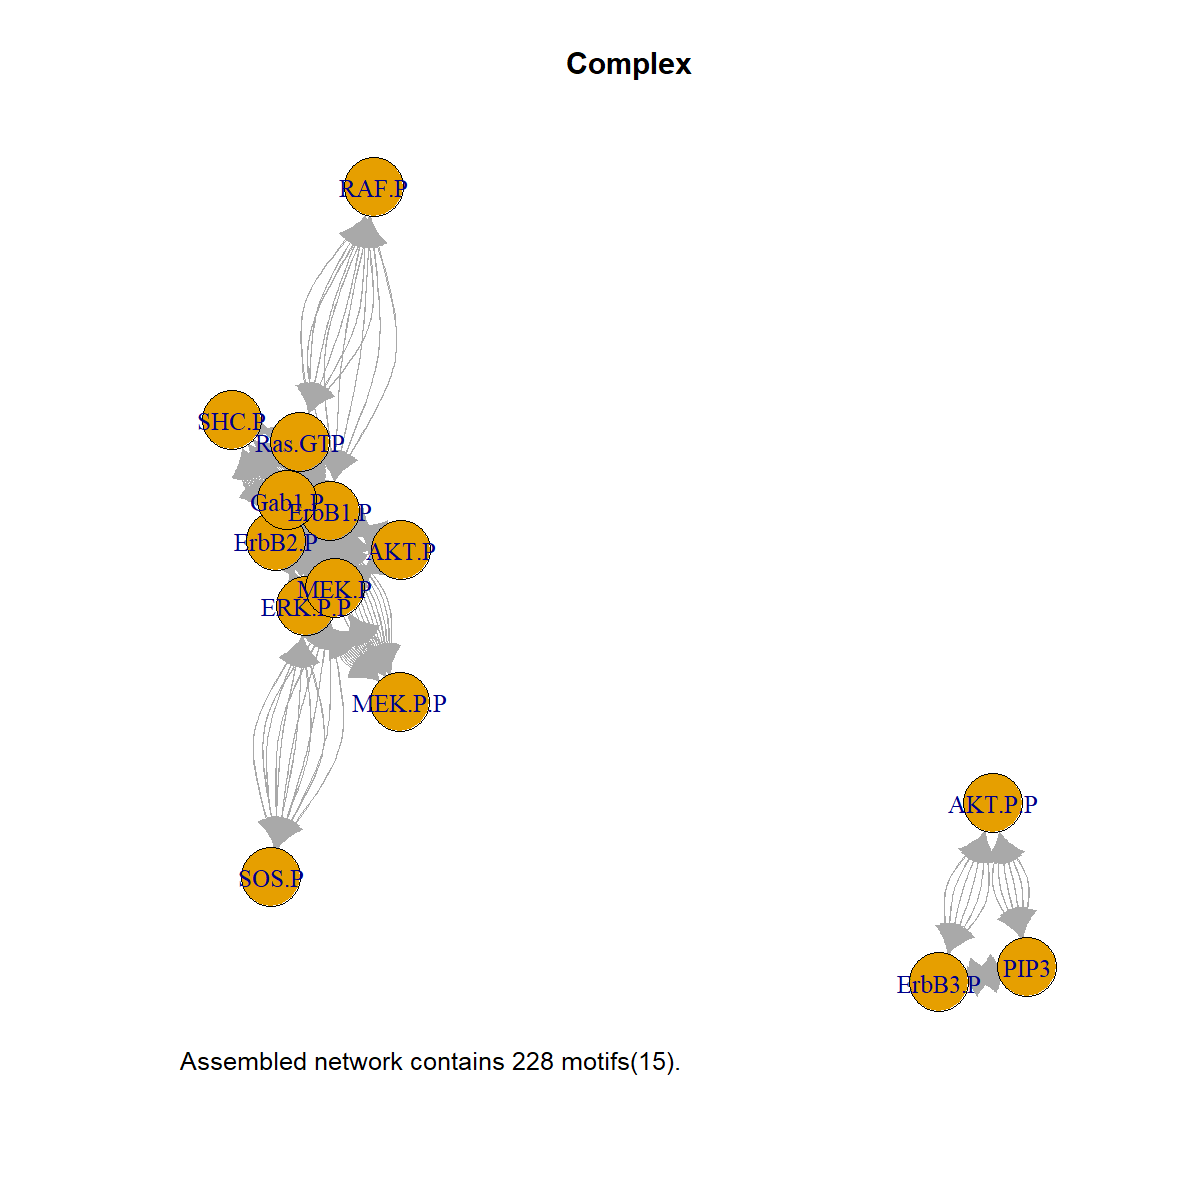 Complex
RAF.P
SHC.P
Ras.GTP
Gab1.P
ErbB1.P
ErbB2.P
AKT.P
MEK.P
ERK.P.P
MEK.P.P
AKT.P.P
SOS.P
PIP3
ErbB3.P
Assembled network contains 228 motifs(15).